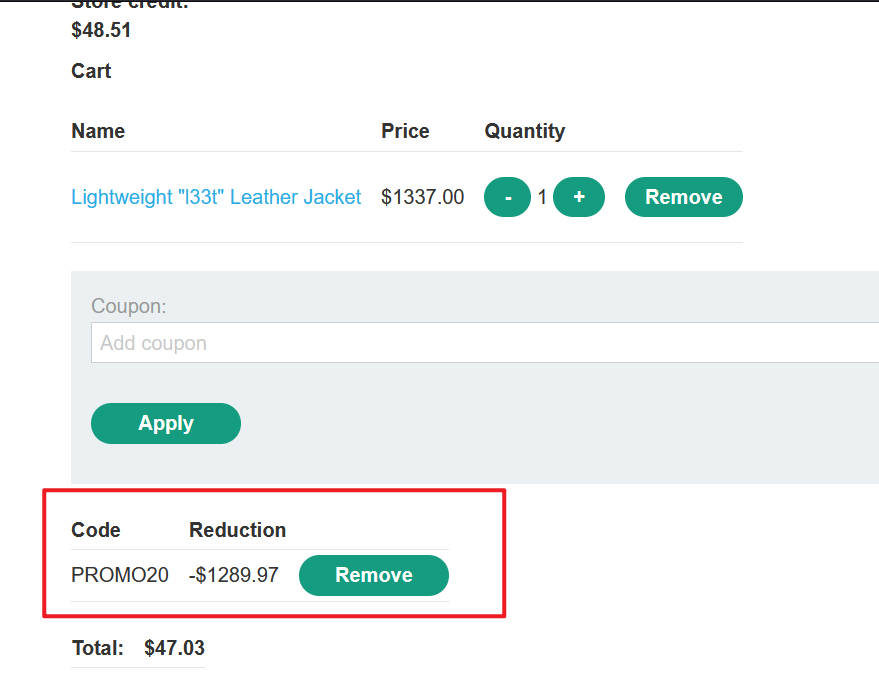 Store credit:
$48.51
Cart
Name Price Quantity
Lightweight "l33t" Leather Jacket $1337.00 - 1 + Remove
Coupon:
Add coupon
Apply
Code Reduction
PROMO20 -$1289.97 Remove
Total: $47.03